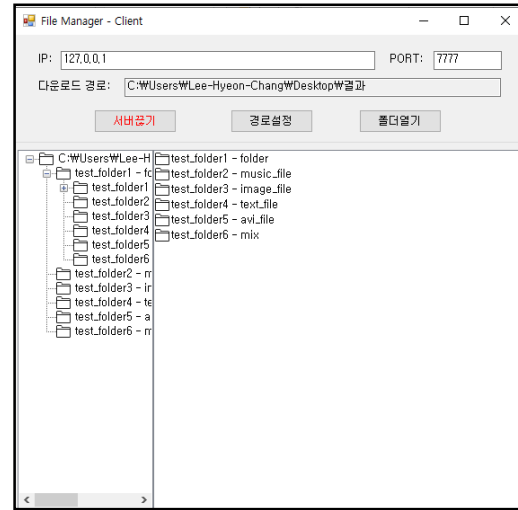 File Manager - Client
IP: 127,0,0,1 PORT: 7777
다운로드 경로: C:₩Users₩Lee-Hyeon-Chang₩Desktop₩결과
서버끊기 경로설정 폴더열기
C:₩Users₩Lee-H
test_folder1 - fo
test_folder1
test_folder2
test_folder3
test_folder4
test_folder5
test_folder6
test_folder2 - m
test_folder3 - im
test_folder4 - te
test_folder5 - a
test_folder6 - m
test_folder1 - folder
test_folder2 - music_file
test_folder3 - image_file
test_folder4 - text_file
test_folder5 - avi_file
test_folder6 - mix